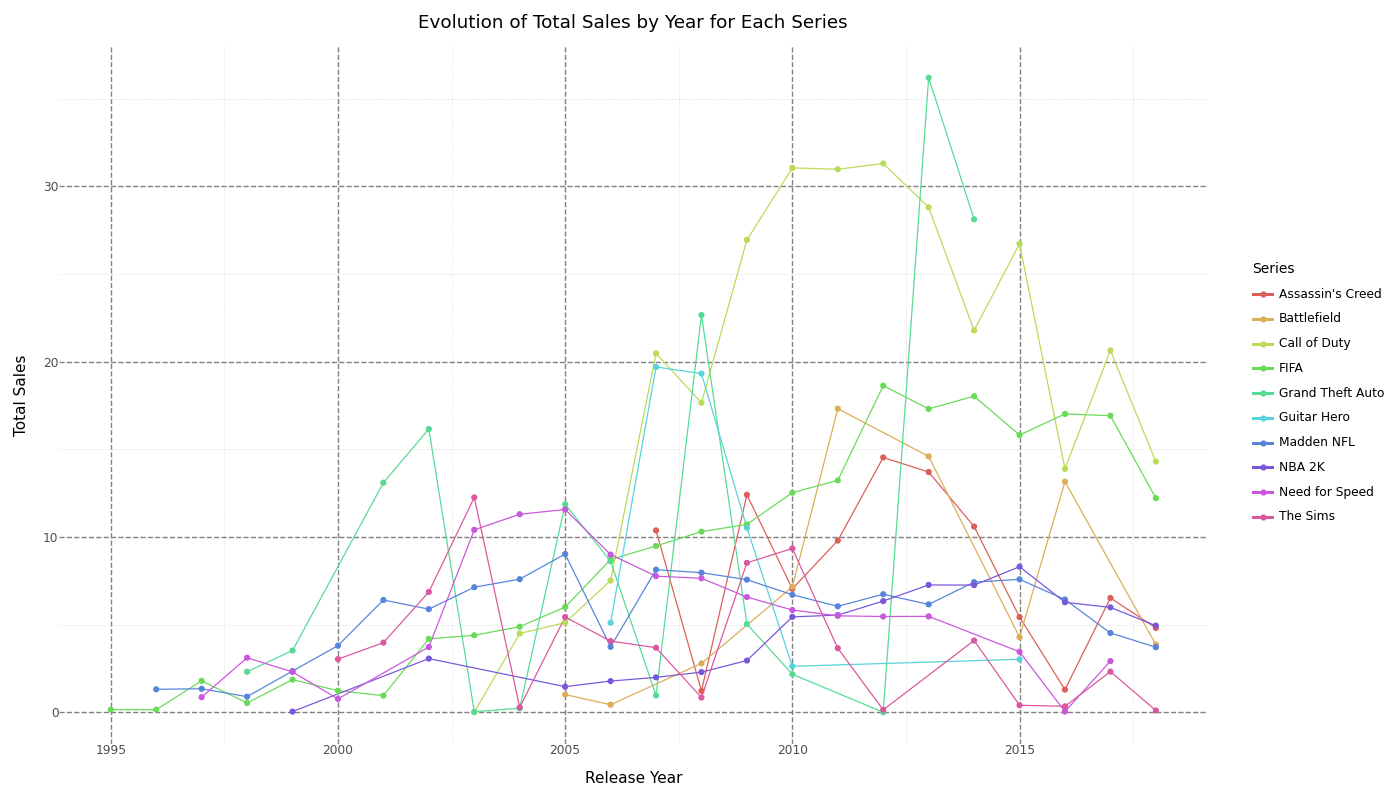 Evolution of Total Sales by Year for Each Series
Total Sales
30
20
10
0
1995
2000
2005
2010
2015
Release Year
Series
Assassin's Creed
Battlefield
Call of Duty
FIFA
Grand Theft Auto
Guitar Hero
Madden NFL
NBA 2K
Need for Speed
The Sims